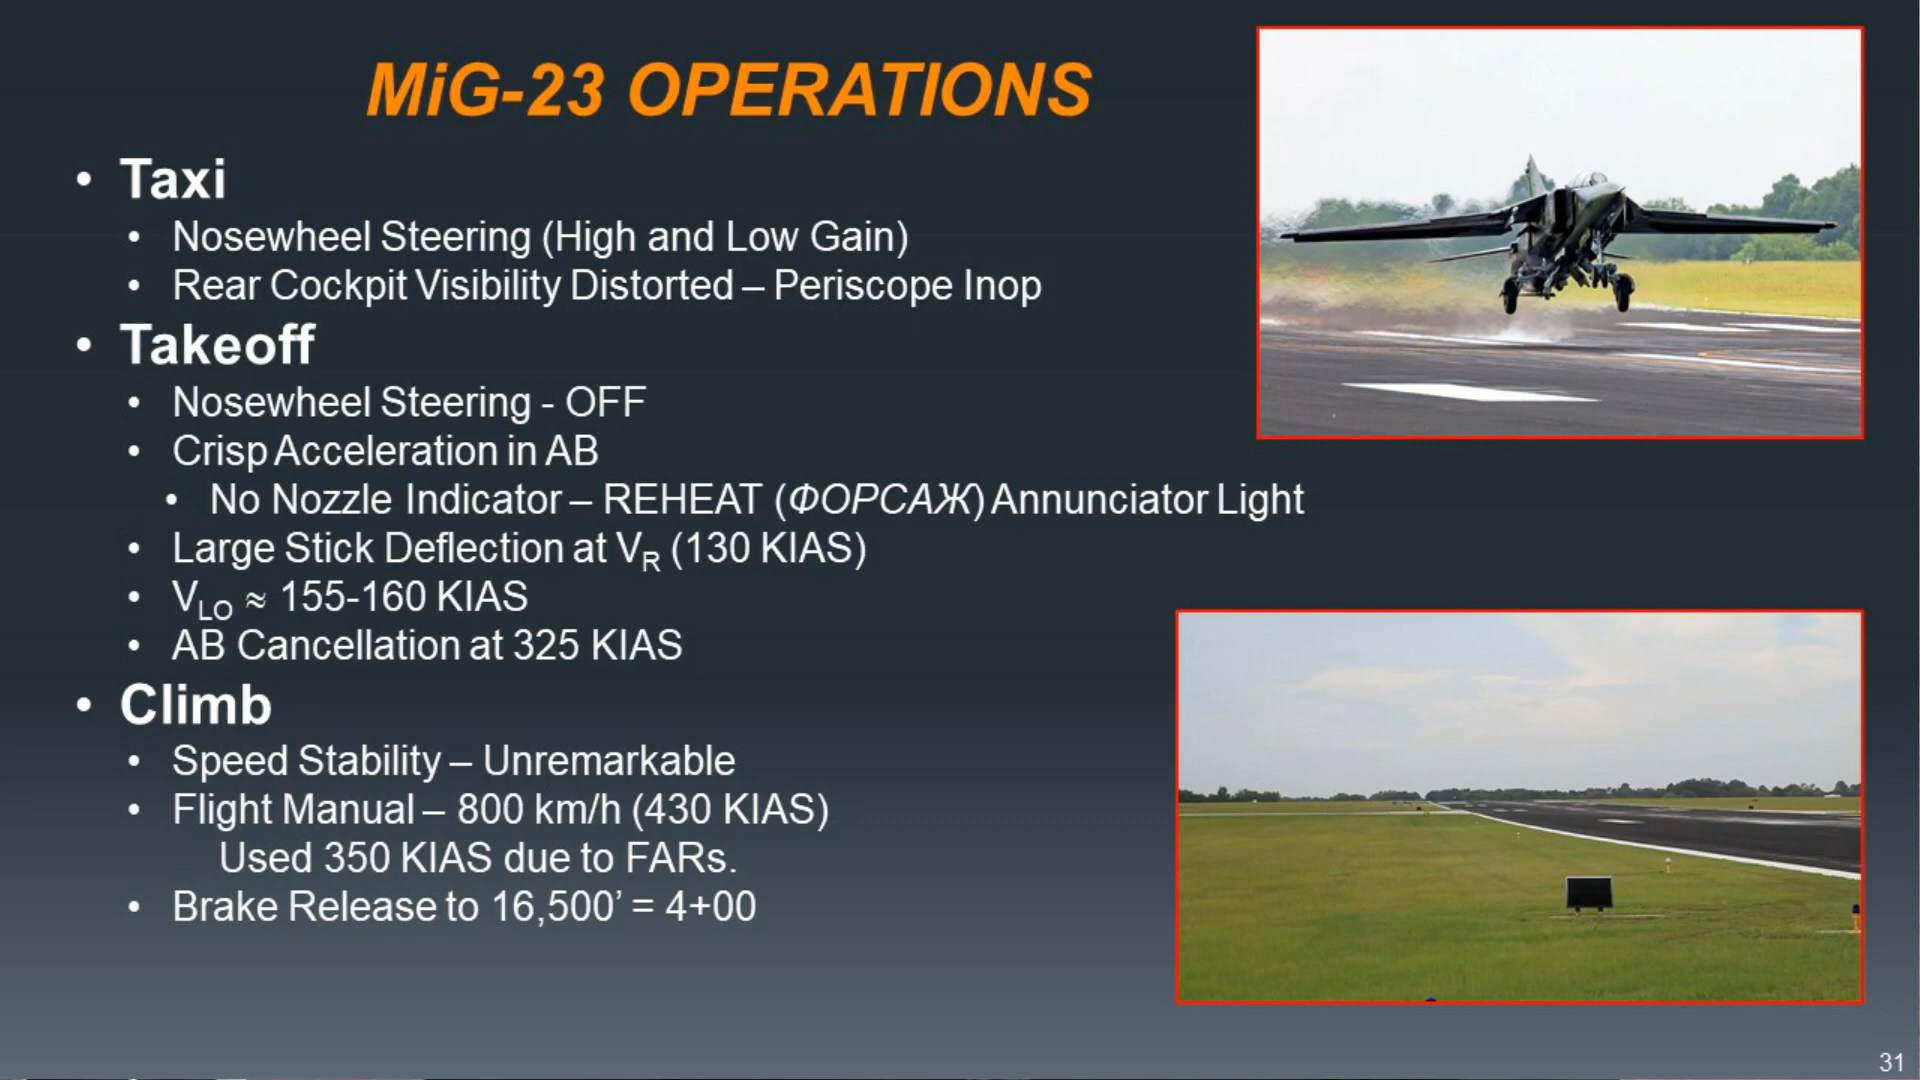 MiG-23 OPERATIONS
• Taxi
• Nosewheel Steering (High and Low Gain)
• Rear Cockpit Visibility Distorted – Periscope Inop
• Takeoff
• Nosewheel Steering - OFF
• Crisp Acceleration in AB
• No Nozzle Indicator – REHEAT (ФОРСАЖ) Annunciator Light
• Large Stick Deflection at VR (130 KIAS)
• VLO ≈ 155-160 KIAS
• AB Cancellation at 325 KIAS
• Climb
• Speed Stability – Unremarkable
• Flight Manual – 800 km/h (430 KIAS)
Used 350 KIAS due to FARs.
• Brake Release to 16,500’ = 4+00
31